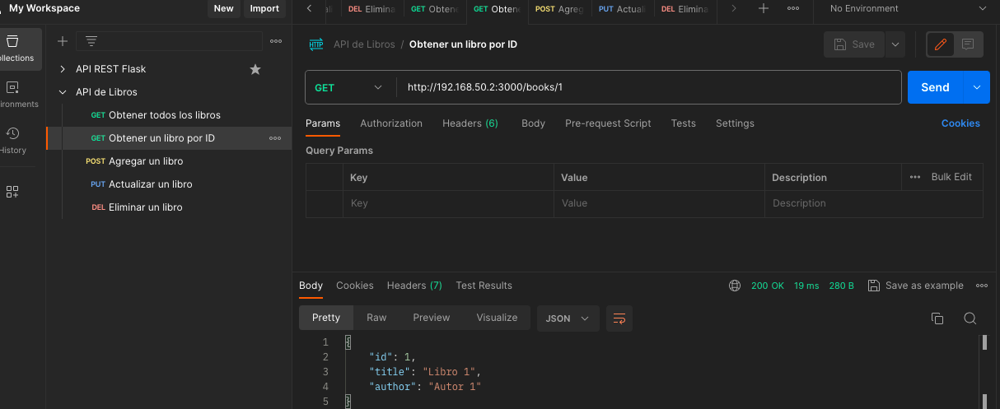 My Workspace
New
Import
DEL Elimina
GET Obtene
GET Obtene
POST Agreg
PUT Actuali
DEL Elimina
No Environment
ollections
ironments
History
API REST Flask
API de Libros
GET Obtener todos los libros
GET Obtener un libro por ID
POST Agregar un libro
PUT Actualizar un libro
DEL Eliminar un libro
HTTP API de Libros / Obtener un libro por ID
Save
GET
http://192.168.50.2:3000/books/1
Send
Params Authorization Headers (6) Body Pre-request Script Tests Settings Cookies
Query Params
Key Value Description Bulk Edit
Key Value Description
Body Cookies Headers (7) Test Results 200 OK 19 ms 280 B Save as example
Pretty Raw Preview Visualize JSON
1 {
2 "id": 1,
3 "title": "Libro 1",
4 "author": "Autor 1"
5 }